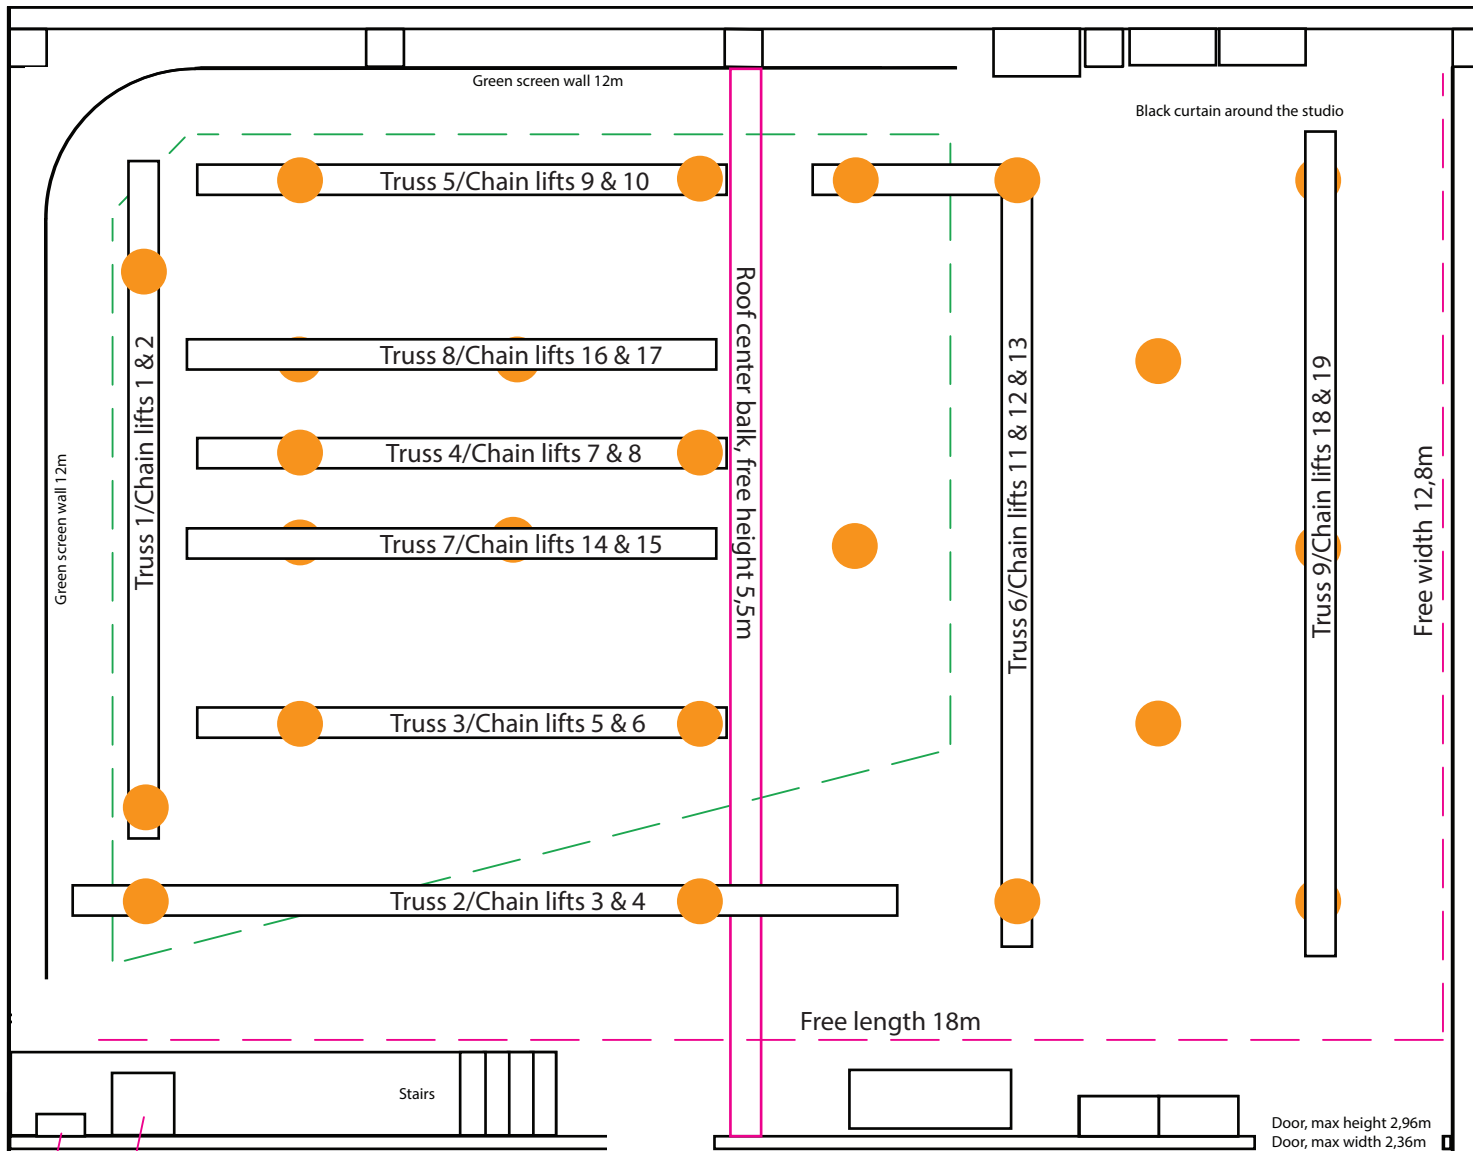 Green screen wall 12m
Black curtain around the studio
Truss 5/Chain lifts 9 & 10
Truss 8/Chain lifts 16 & 17
Truss 4/Chain lifts 7 & 8
Truss 7/Chain lifts 14 & 15
Truss 3/Chain lifts 5 & 6
Truss 2/Chain lifts 3 & 4
Green screen wall 12m
Truss 1/Chain lifts 1 & 2
Roof center balk, free height 5,5m
Truss 6/Chain lifts 11 & 12 & 13
Truss 9/Chain lifts 18 & 19
Free width 12,8m
Free length 18m
Stairs
Door, max height 2,96m
Door, max width 2,36m